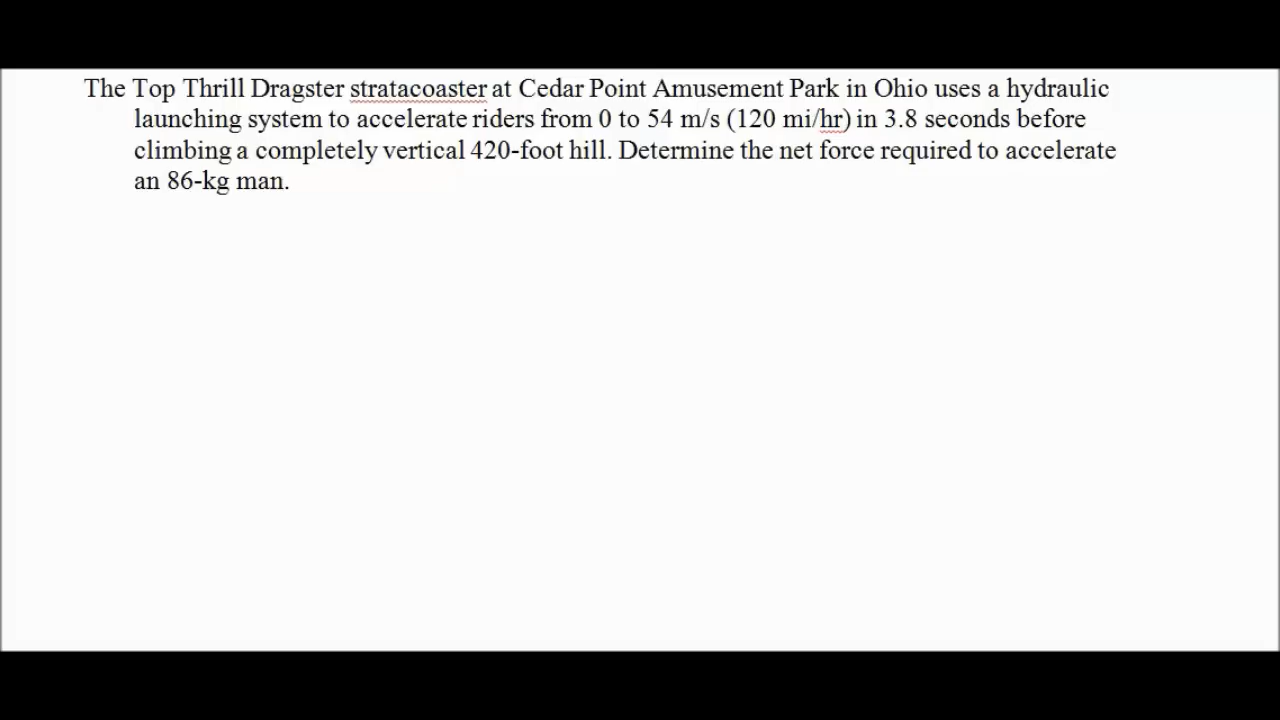 The Top Thrill Dragster stratacoaster at Cedar Point Amusement Park in Ohio uses a hydraulic
launching system to accelerate riders from 0 to 54 m/s (120 mi/hr) in 3.8 seconds before
climbing a completely vertical 420-foot hill. Determine the net force required to accelerate
an 86-kg man.